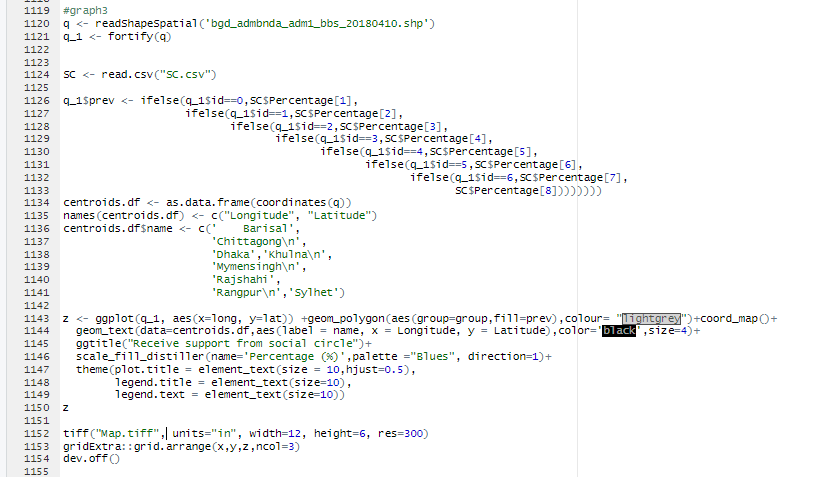 1119 #graph3
1120 q <- readShapeSpatial('bgd_admbnda_adm1_bbs_20180410.shp')
1121 q_1 <- fortify(q)
1122
1123
1124 SC <- read.csv("SC.csv")
1125
1126 q_1$prev <- ifelse(q_1$id==0,SC$Percentage[1],
1127 ifelse(q_1$id==1,SC$Percentage[2],
1128 ifelse(q_1$id==2,SC$Percentage[3],
1129 ifelse(q_1$id==3,SC$Percentage[4],
1130 ifelse(q_1$id==4,SC$Percentage[5],
1131 ifelse(q_1$id==5,SC$Percentage[6],
1132 ifelse(q_1$id==6,SC$Percentage[7],
1133 SC$Percentage[8])))))))
1134 centroids.df <- as.data.frame(coordinates(q))
1135 names(centroids.df) <- c("Longitude", "Latitude")
1136 centroids.df$name <- c('    Barisal',
1137 'Chittagong\n',
1138 'Dhaka','Khulna\n',
1139 'Mymensingh\n',
1140 'Rajshahi',
1141 'Rangpur\n','Sylhet')
1142
1143 z <- ggplot(q_1, aes(x=long, y=lat)) +geom_polygon(aes(group=group,fill=prev),colour= "lightgrey")+coord_map()+
1144 geom_text(data=centroids.df,aes(label = name, x = Longitude, y = Latitude),color='black',size=4)+
1145 ggtitle("Receive support from social circle")+
1146 scale_fill_distiller(name='Percentage (%)',palette ="Blues", direction=1)+
1147 theme(plot.title = element_text(size = 10,hjust=0.5),
1148 legend.title = element_text(size=10),
1149 legend.text = element_text(size=10))
1150 z
1151
1152 tiff("Map.tiff", units="in", width=12, height=6, res=300)
1153 gridExtra::grid.arrange(x,y,z,ncol=3)
1154 dev.off()
1155